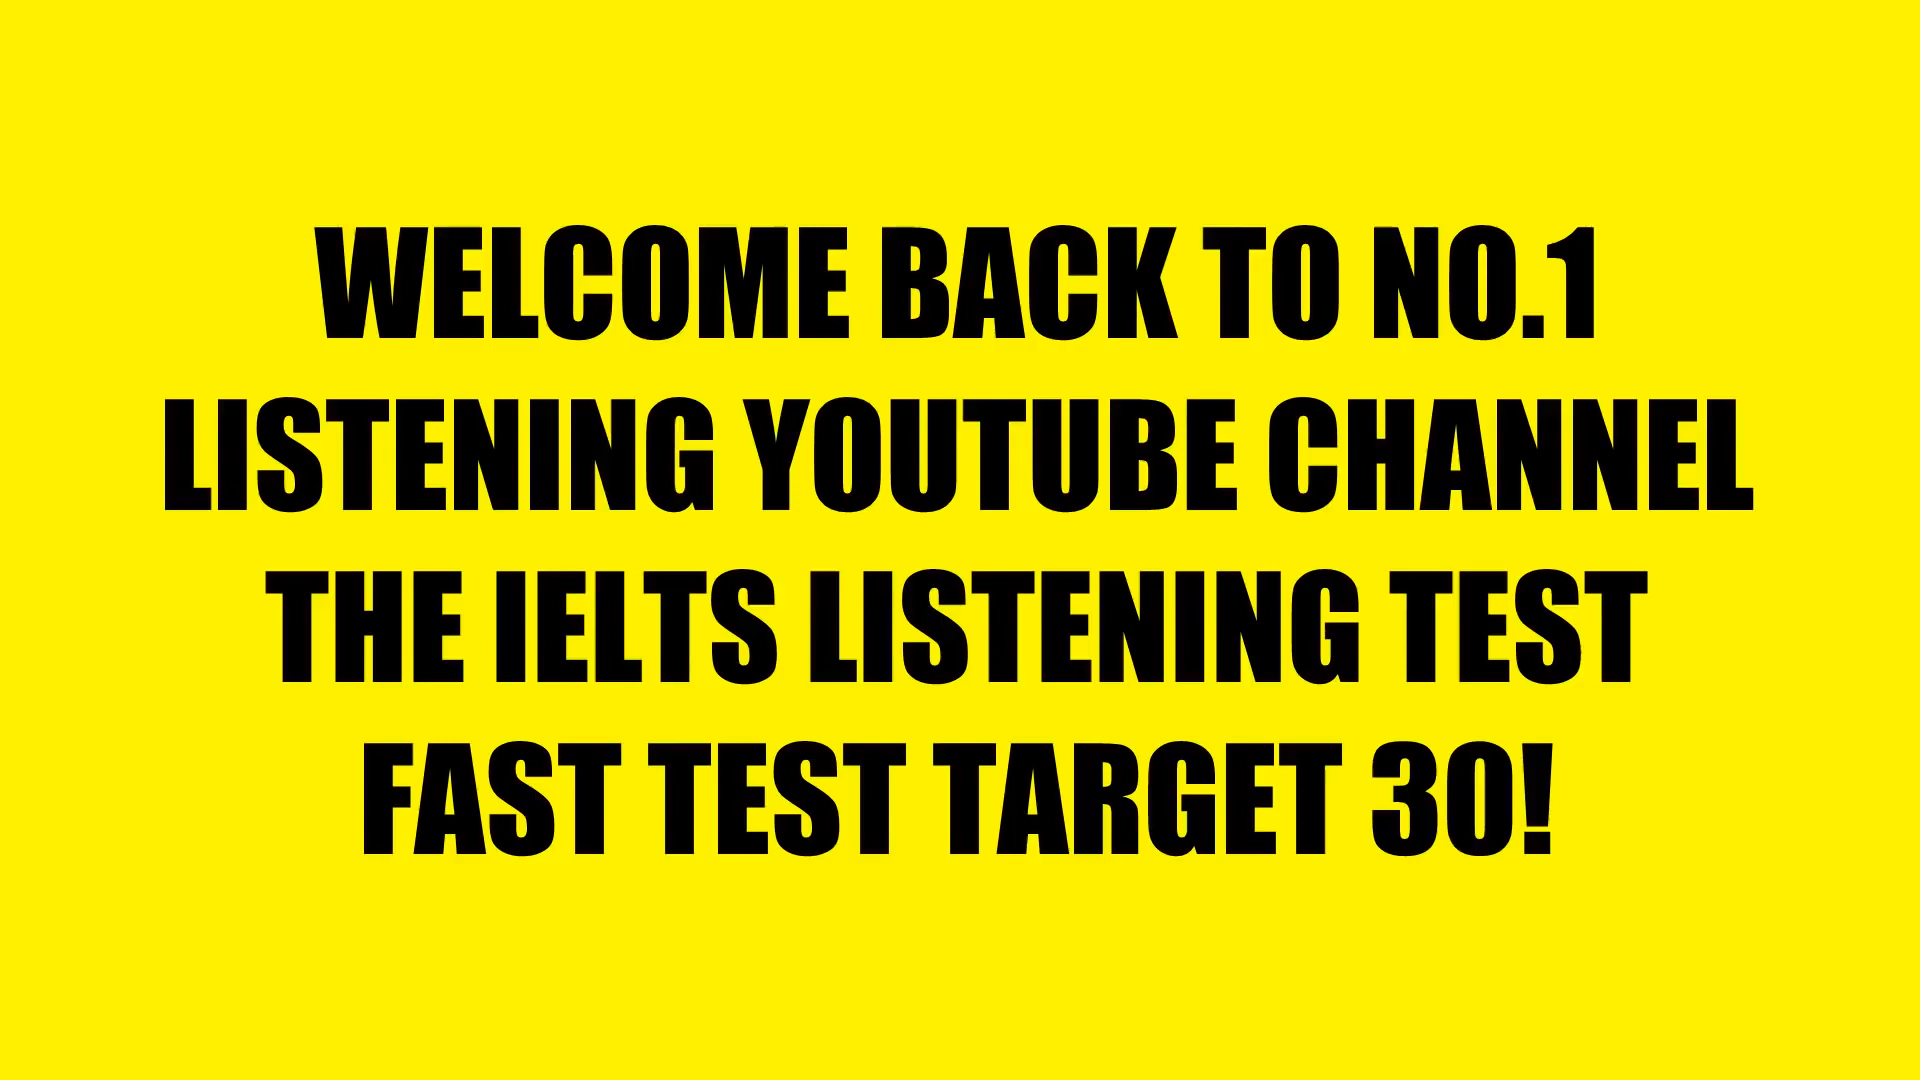 WELCOME BACK TO NO.1
LISTENING YOUTUBE CHANNEL
THE IELTS LISTENING TEST
FAST TEST TARGET 30!